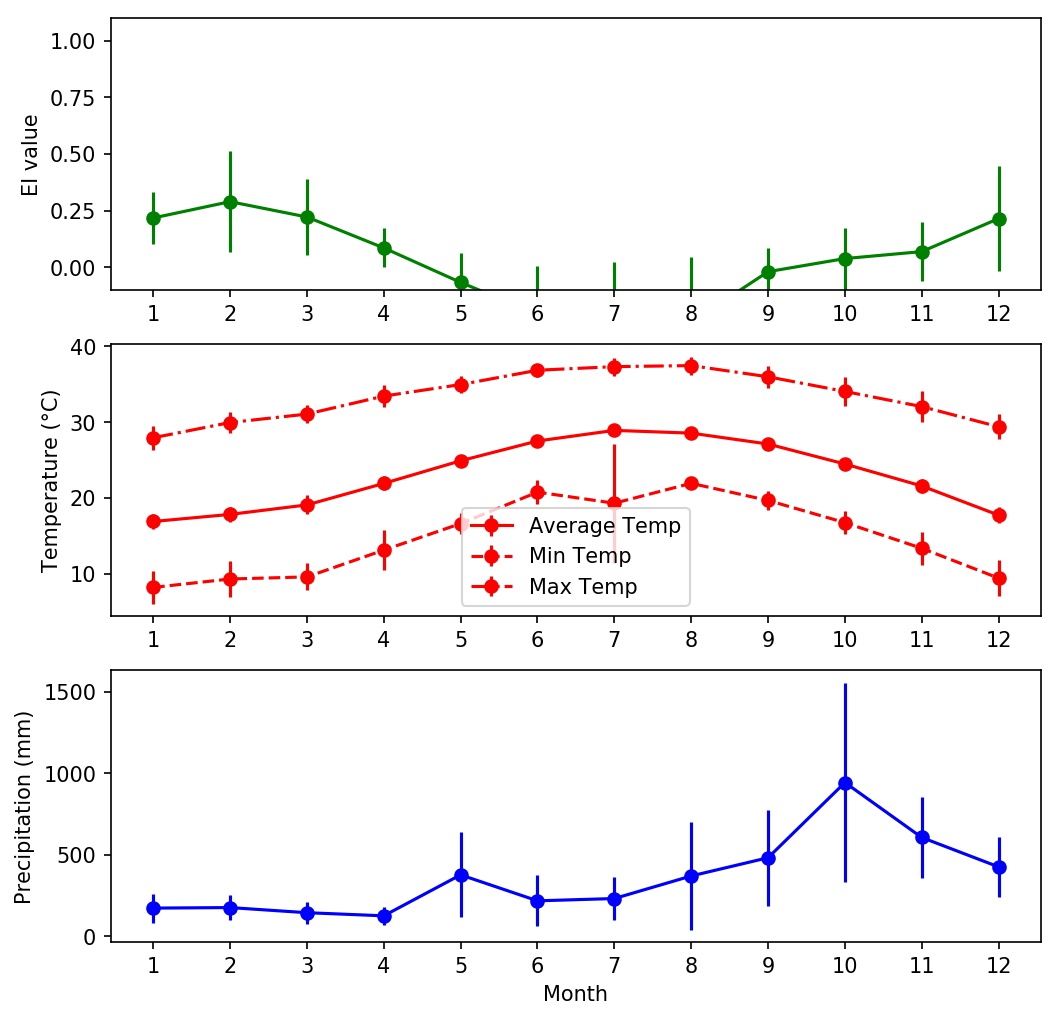 1.00
0.75
0.50
0.25
0.00
EI value
1 2 3 4 5 6 7 8 9 10 11 12
40
30
20
10
Temperature (°C)
Average Temp
Min Temp
Max Temp
1 2 3 4 5 6 7 8 9 10 11 12
1500
1000
500
0
Precipitation (mm)
1 2 3 4 5 6 7 8 9 10 11 12
Month